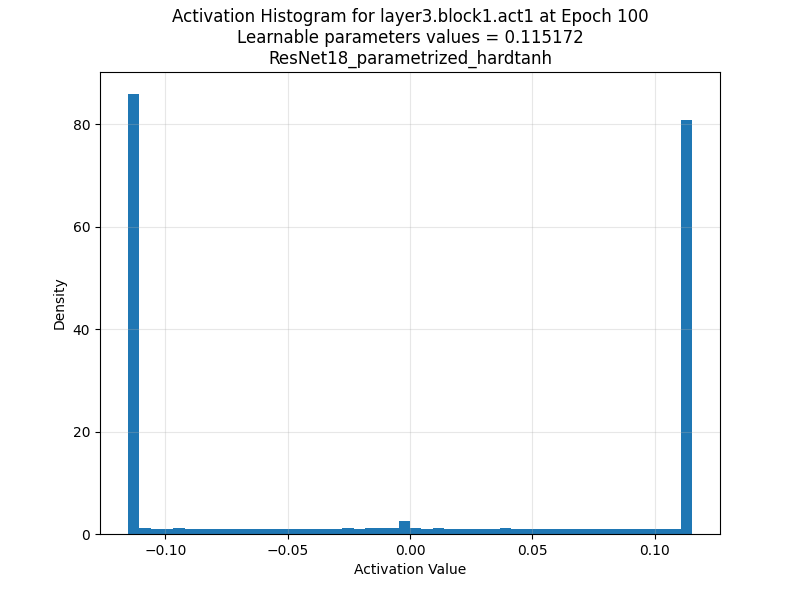 Activation Histogram for layer3.block1.act1 at Epoch 100
Learnable parameters values = 0.115172
ResNet18_parametrized_hardtanh
Density
80
60
40
20
0
−0.10
−0.05
0.00
0.05
0.10
Activation Value